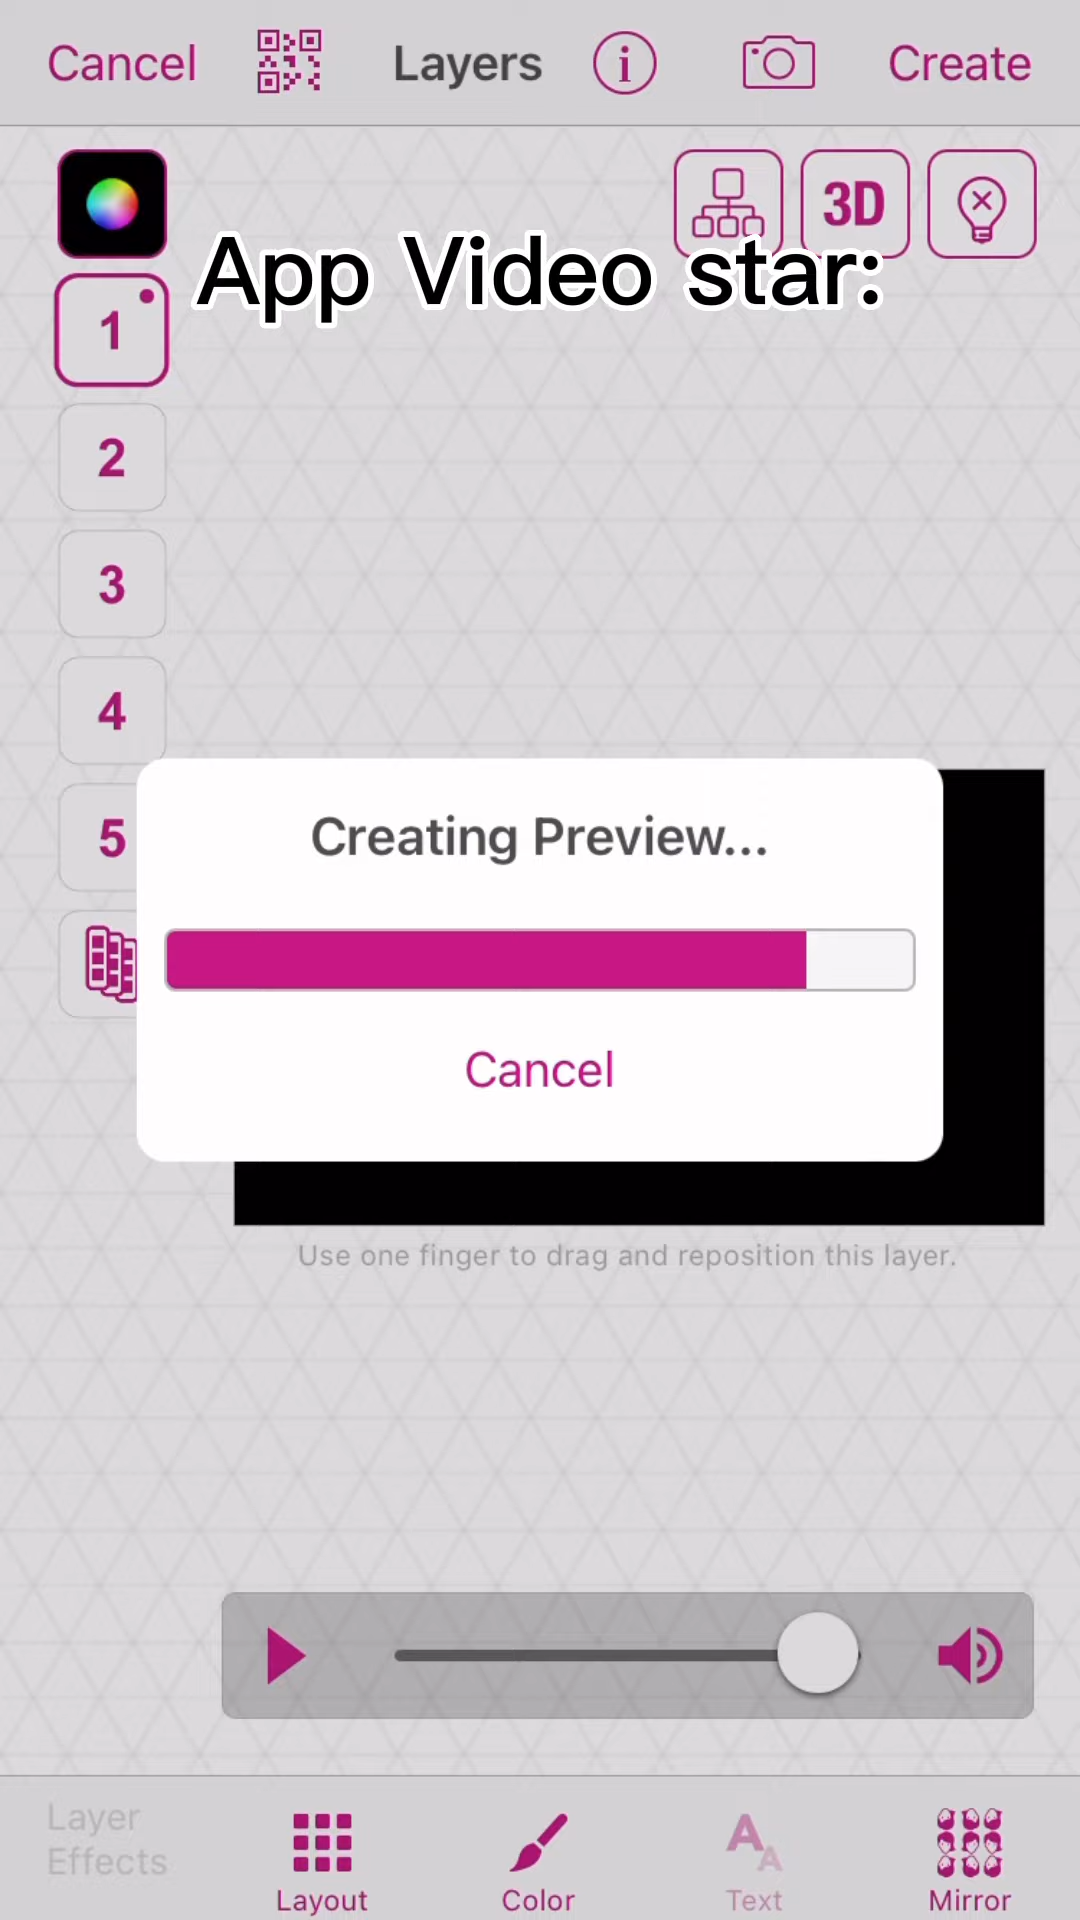 Cancel
Layers
i
Create
3D
App Video star:
1
2
3
4
5
Creating Preview...
Cancel
Use one finger to drag and reposition this layer.
Layer
Effects
Layout
Color
A
A
Text
Mirror